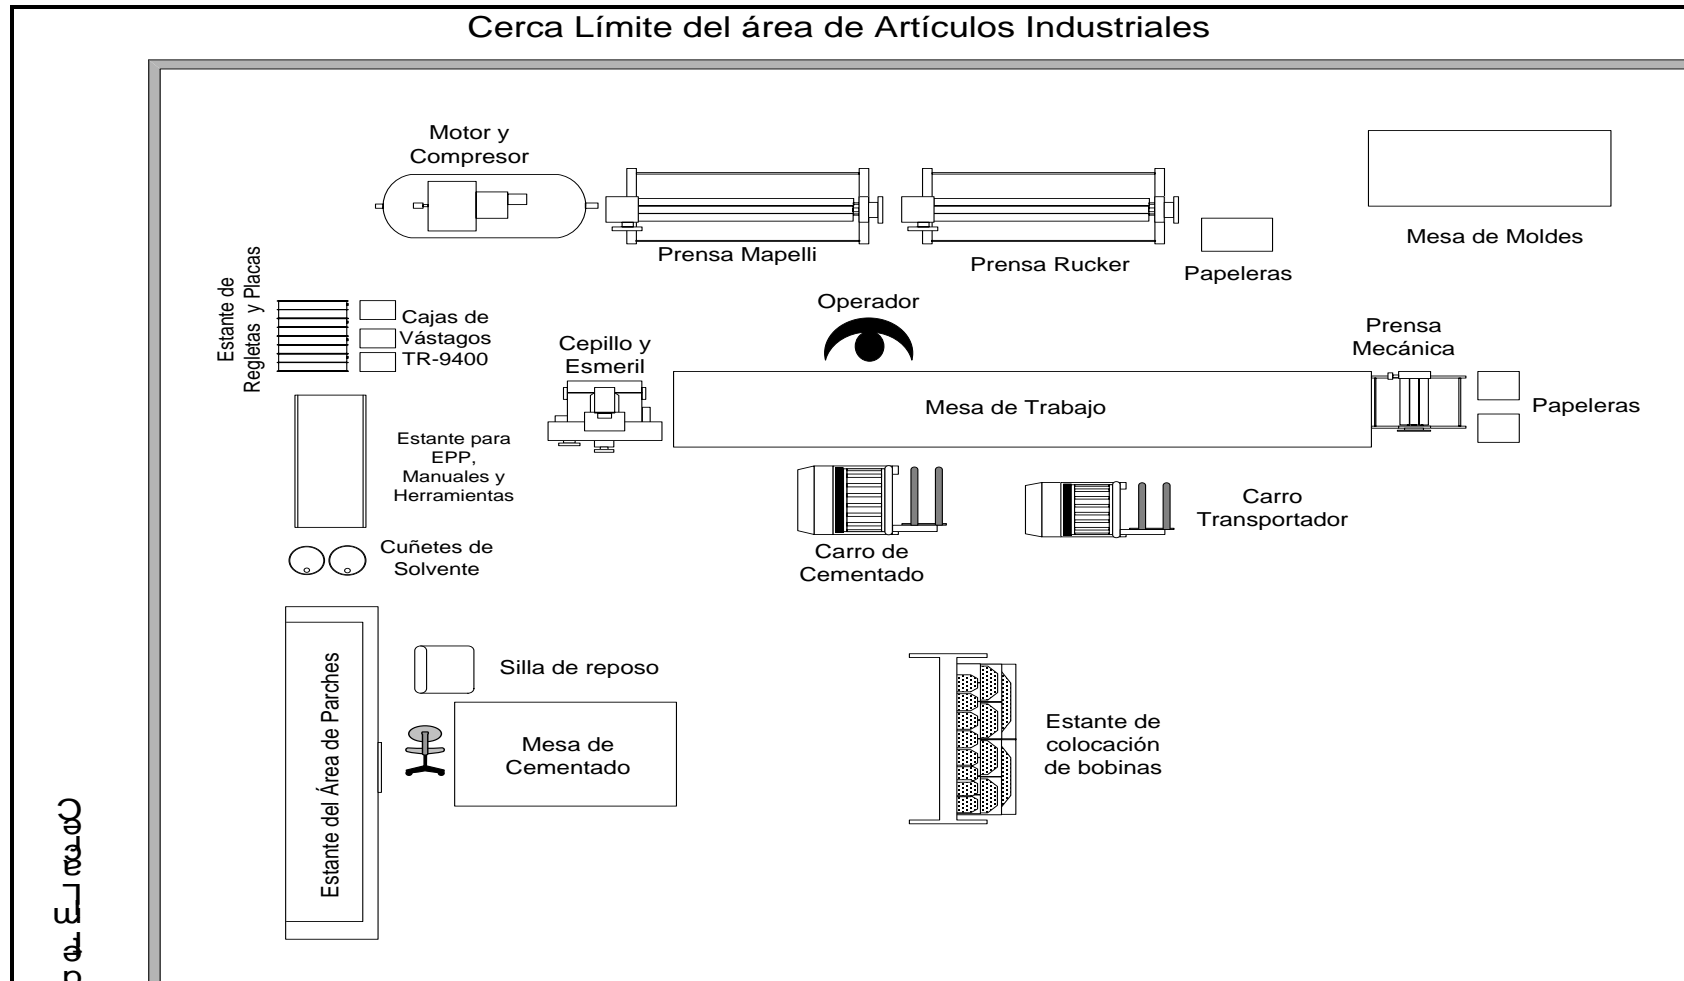 Cerca Límite del área de Artículos Industriales
Motor y
Compresor
Prensa Mapelli
Prensa Rucker
Papeleras
Mesa de Moldes
Estante de
Regletas y Placas
Cajas de
Vástagos
TR-9400
Operador
Cepillo y
Esmeril
Prensa
Mecánica
Mesa de Trabajo
Papeleras
Estante para
EPP,
Manuales y
Herramientas
Carro
Transportador
Cuñetes de
Solvente
Carro de
Cementado
Silla de reposo
Estante del Área de Parches
Mesa de
Cementado
Estante de
colocación
de bobinas